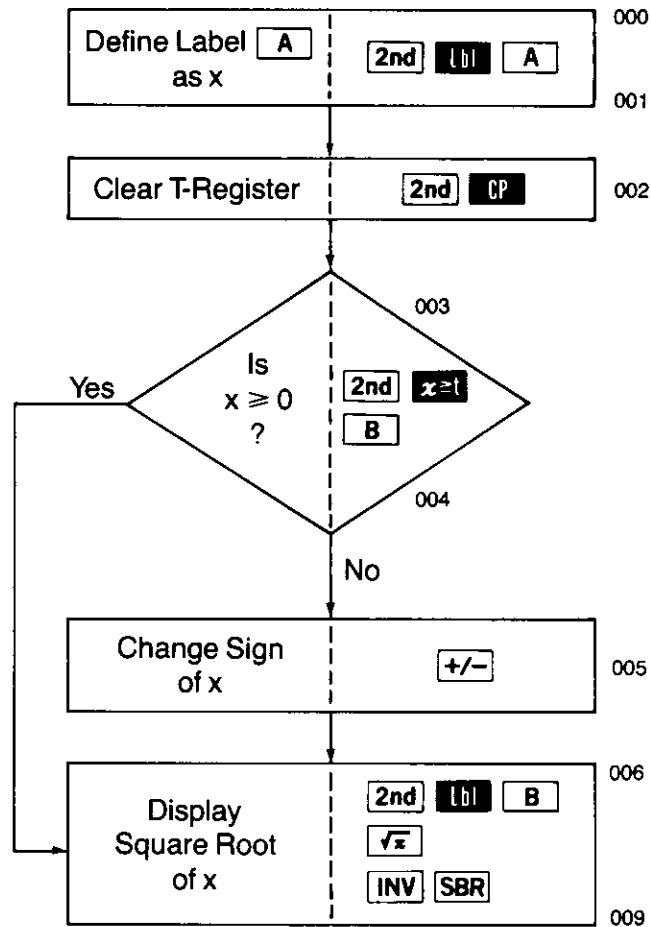 000
Define Label A
as x
2nd Lbl A
001
Clear T-Register
2nd CP
002
003
Is
x ⩾ 0
?
2nd x≥t
B
Yes
004
No
Change Sign
of x
+/−
005
006
Display
Square Root
of x
2nd Lbl B
√x
INV SBR
009